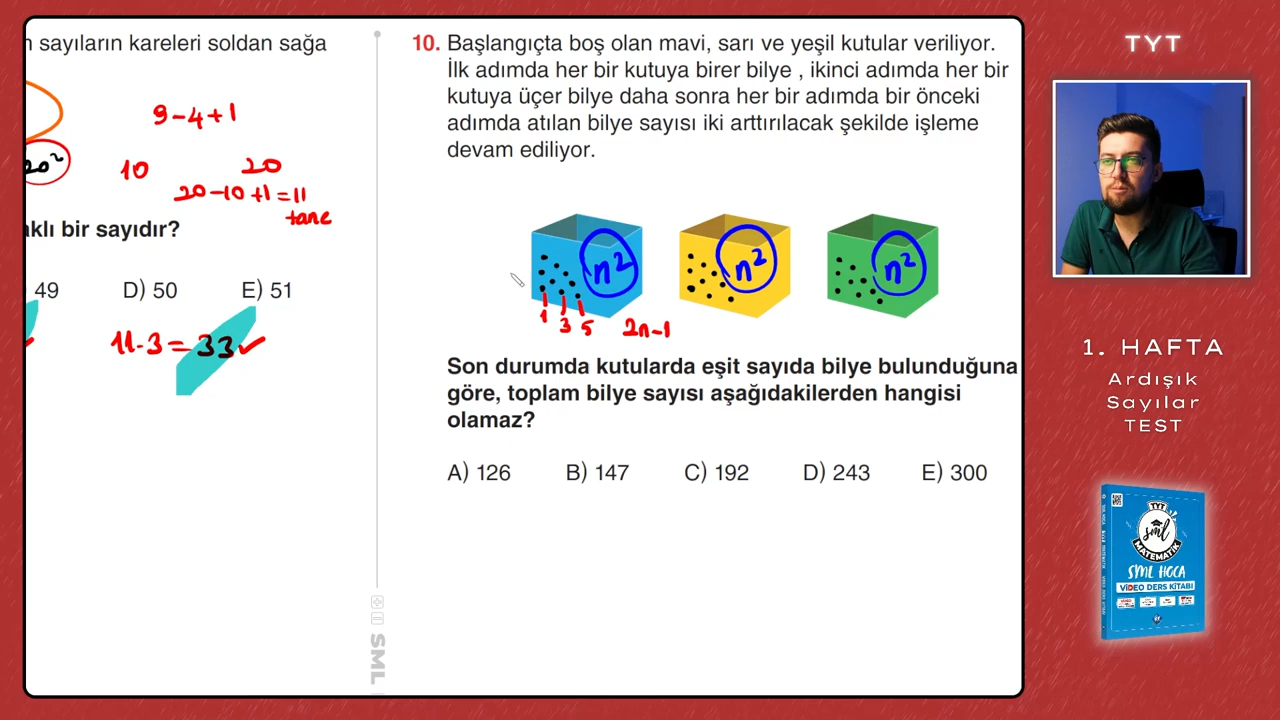 n sayıların kareleri soldan sağa
9-4+1
20²
10 20
20-10+1=11
tane
aklı bir sayıdır?
49 D) 50 E) 51
11.3=33
10. Başlangıçta boş olan mavi, sarı ve yeşil kutular veriliyor.
İlk adımda her bir kutuya birer bilye , ikinci adımda her bir
kutuya üçer bilye daha sonra her bir adımda bir önceki
adımda atılan bilye sayısı iki arttırılacak şekilde işleme
devam ediliyor.
n² n² n²
1 3 5 2n-1
Son durumda kutularda eşit sayıda bilye bulunduğuna
göre, toplam bilye sayısı aşağıdakilerden hangisi
olamaz?
A) 126 B) 147 C) 192 D) 243 E) 300
SML
TYT
1. HAFTA
Ardışık
Sayılar
TEST
TYT
sml
MATEMATİK
SML HOCA
VİDEO DERS KİTABI